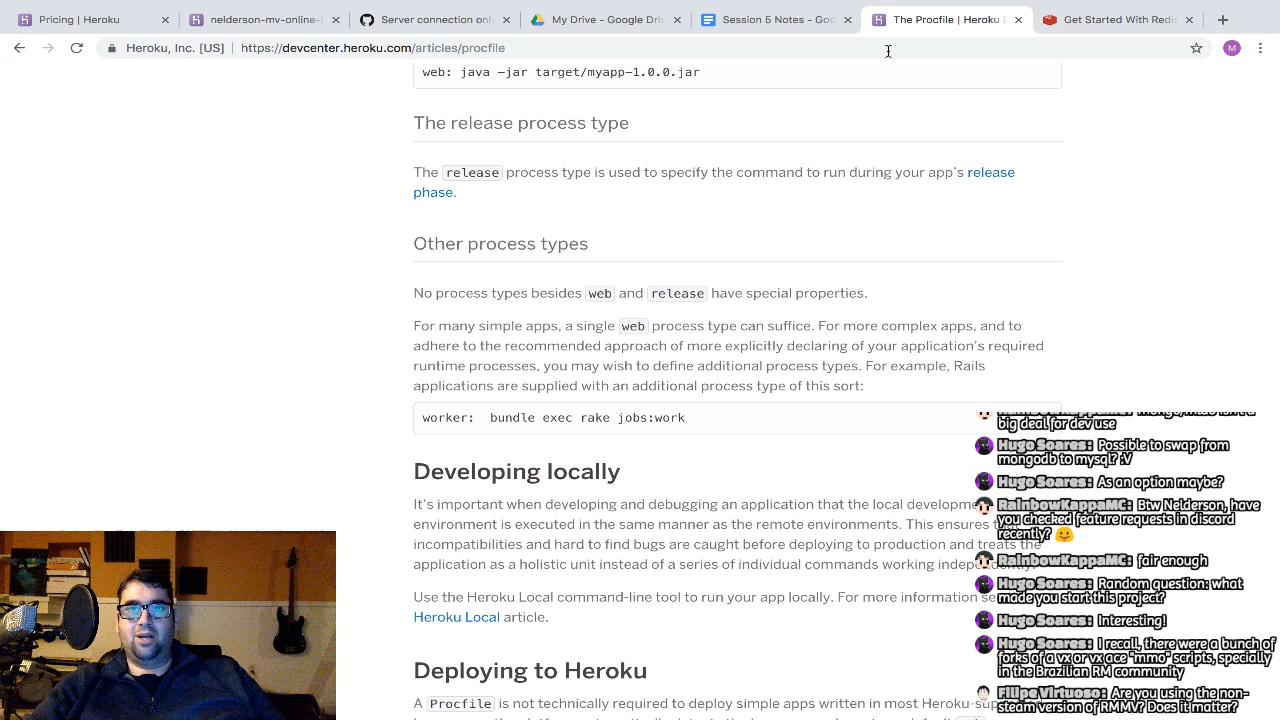 Pricing | Heroku
nelderson-mv-online-
Server connection only
My Drive - Google Driv
Session 5 Notes - Goo
The Procfile | Heroku
Get Started With Redis
Heroku, Inc. [US]
https://devcenter.heroku.com/articles/procfile
M
web: java -jar target/myapp-1.0.0.jar
The release process type
The release process type is used to specify the command to run during your app's release
phase.
Other process types
No process types besides web and release have special properties.
For many simple apps, a single web process type can suffice. For more complex apps, and to
adhere to the recommended approach of more explicitly declaring of your application's required
runtime processes, you may wish to define additional process types. For example, Rails
applications are supplied with an additional process type of this sort:
worker:  bundle exec rake jobs:work
Developing locally
It's important when developing and debugging an application that the local developme
environment is executed in the same manner as the remote environments. This ensures
incompatibilities and hard to find bugs are caught before deploying to production and treats the
application as a holistic unit instead of a series of individual commands working independently.
Use the Heroku Local command-line tool to run your app locally. For more information se
Heroku Local article.
Deploying to Heroku
A Procfile is not technically required to deploy simple apps written in most Heroku-sup
big deal for dev use
Hugo Soares: Possible to swap from
mongodb to mysql? :V
Hugo Soares: As an option maybe?
RainbowKappaMC: Btw Nelderson, have
you checked feature requests in discord
recently?
RainbowKappaMC: fair enough
Hugo Soares: Random question: what
made you start this project?
Hugo Soares: Interesting!
Hugo Soares: I recall, there were a bunch of
forks of a vx or vx ace "mmo" scripts, specially
in the Brazilian RM community
Filipe Virtuoso: Are you using the non-
steam version of RMMV? Does it matter?